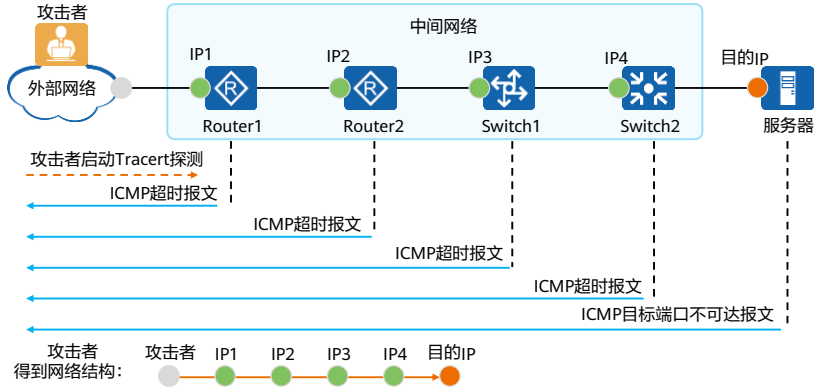 攻击者
中间网络
IP1
IP2
IP3
IP4
目的IP
外部网络
R
R
Router1
Router2
Switch1
Switch2
服务器
攻击者启动Tracert探测
ICMP超时报文
ICMP超时报文
ICMP超时报文
ICMP超时报文
ICMP目标端口不可达报文
攻击者
得到网络结构：
攻击者
IP1
IP2
IP3
IP4
目的IP